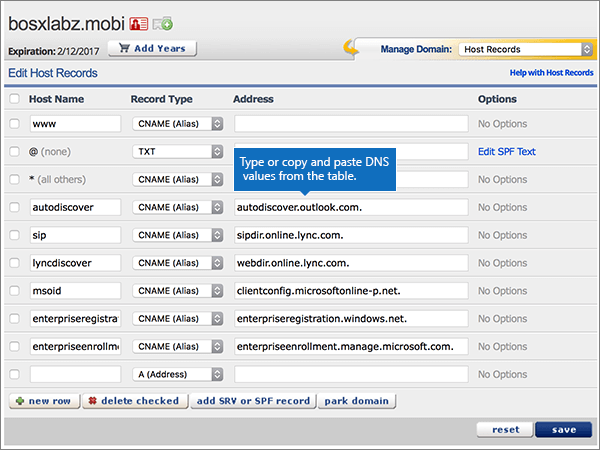 bosxlabz.mobi
Expiration: 2/12/2017 Add Years Manage Domain: Host Records
Edit Host Records Help with Host Records
Host Name Record Type Address Options
www CNAME (Alias) No Options
@ (none) TXT Edit SPF Text
Type or copy and paste DNS
values from the table.
* (all others) CNAME (Alias) No Options
autodiscover CNAME (Alias) autodiscover.outlook.com. No Options
sip CNAME (Alias) sipdir.online.lync.com. No Options
lyncdiscover CNAME (Alias) webdir.online.lync.com. No Options
msoid CNAME (Alias) clientconfig.microsoftonline-p.net. No Options
enterpriseregistra CNAME (Alias) enterpriseregistration.windows.net. No Options
enterpriseenrollm CNAME (Alias) enterpriseenrollment.manage.microsoft.com. No Options
A (Address) No Options
new row delete checked add SRV or SPF record park domain
reset save